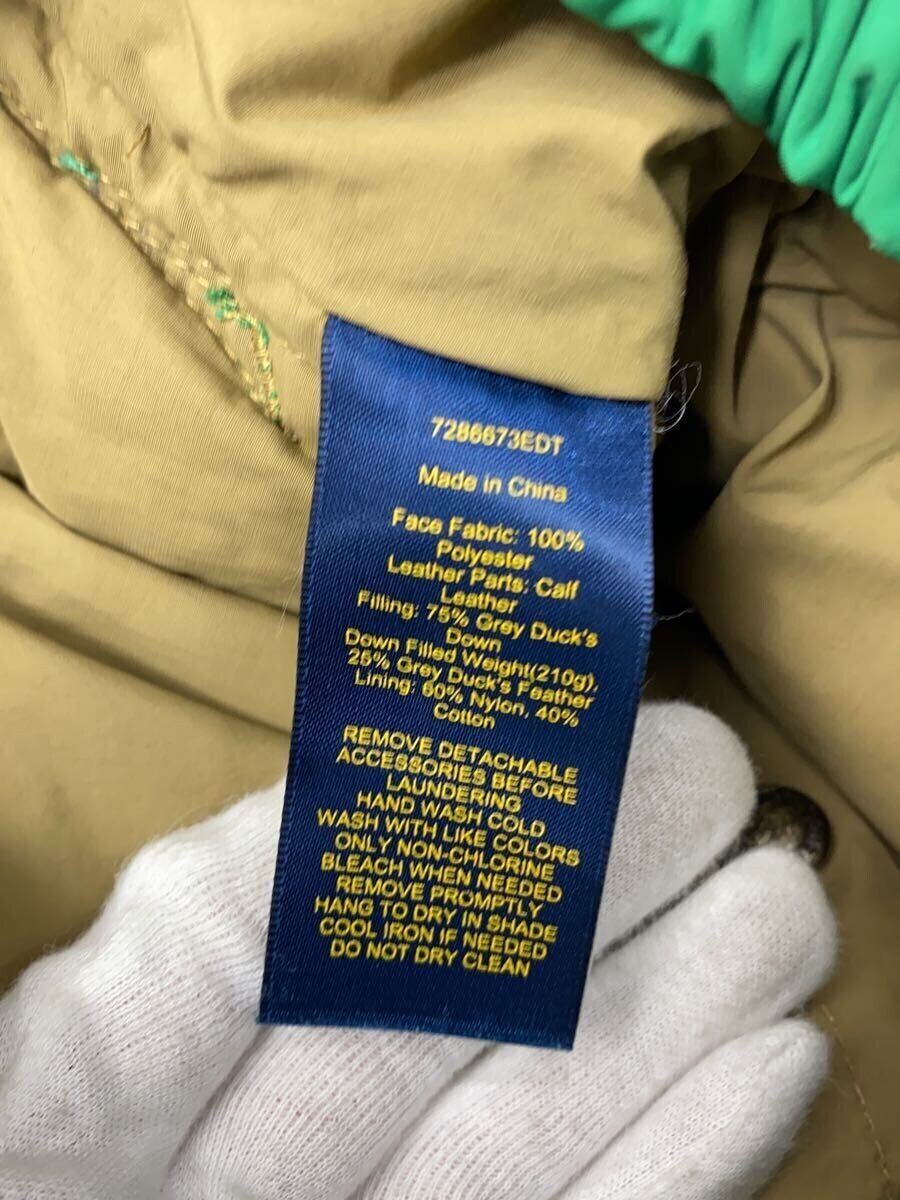 7286673EDT
Made in China
Face Fabric: 100%
Polyester
Leather Parts: Calf
Leather
Filling: 75% Grey Duck's
Down
Down Filled Weight(210g),
25% Grey Duck's Feather
Lining: 60% Nylon, 40%
Cotton
REMOVE DETACHABLE
ACCESSORIES BEFORE
LAUNDERING
HAND WASH COLD
WASH WITH LIKE COLORS
ONLY NON-CHLORINE
BLEACH WHEN NEEDED
REMOVE PROMPTLY
HANG TO DRY IN SHADE
COOL IRON IF NEEDED
DO NOT DRY CLEAN